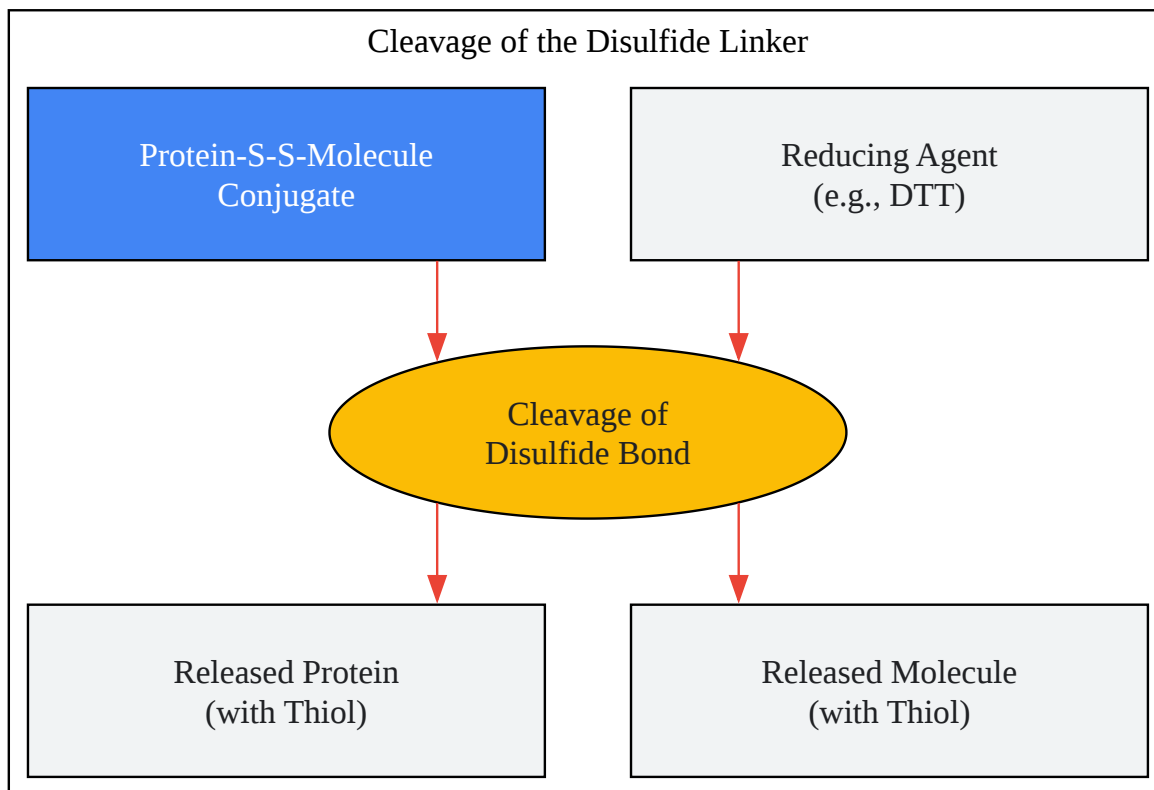 Cleavage of the Disulfide Linker
Protein-S-S-Molecule
Conjugate
Reducing Agent
(e.g., DTT)
Cleavage of
Disulfide Bond
Released Protein
(with Thiol)
Released Molecule
(with Thiol)